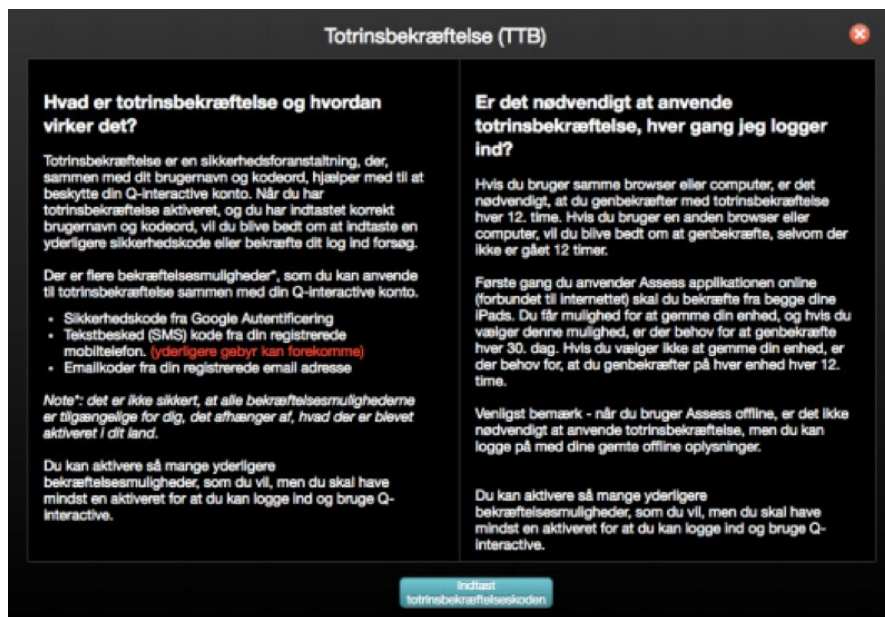 Totrinsbekræftelse (TTB)
Hvad er totrinsbekræftelse og hvordan
virker det?
Totrinsbekræftelse er en sikkerhedsforanstaltning, der,
sammen med dit brugernavn og kodeord, hjælper med til at
beskytte din Q-interactive konto. Når du har
totrinsbekræftelse aktiveret, og du har indtastet korrekt
brugernavn og kodeord, vil du blive bedt om at indtaste en
yderligere sikkerhedskode eller bekræfte dit log ind forsøg.
Der er flere bekræftelsesmuligheder*, som du kan anvende
til totrinsbekræftelse sammen med din Q-interactive konto.
• Sikkerhedskode fra Google Autentificering
• Tekstbesked (SMS) kode fra din registrerede
mobiltelefon. (yderligere gebyr kan forekomme)
• Emailkoder fra din registrerede email adresse
Note*: det er ikke sikkert, at alle bekræftelsesmulighederne
er tilgængelige for dig, det afhænger af, hvad der er blevet
aktiveret i dit land.
Du kan aktivere så mange yderligere
bekræftelsesmuligheder, som du vil, men du skal have
mindst en aktiveret for at du kan logge ind og bruge Q-
interactive.
Er det nødvendigt at anvende
totrinsbekræftelse, hver gang jeg logger
ind?
Hvis du bruger samme browser eller computer, er det
nødvendigt, at du genbekræfter med totrinsbekræftelse
hver 12. time. Hvis du bruger en anden browser eller
computer, vil du blive bedt om at genbekræfte, selvom der
ikke er gået 12 timer.
Første gang du anvender Assess applikationen online
(forbundet til internettet) skal du bekræfte fra begge dine
iPads. Du får mulighed for at gemme din enhed, og hvis du
vælger denne mulighed, er der behov for at genbekræfte
hver 30. dag. Hvis du vælger ikke at gemme din enhed, er
der behov for, at du genbekræfter på hver enhed hver 12.
time.
Venligst bemærk - når du bruger Assess offline, er det ikke
nødvendigt at anvende totrinsbekræftelse, men du kan
logge på med dine gemte offline oplysninger.
Du kan aktivere så mange yderligere
bekræftelsesmuligheder, som du vil, men du skal have
mindst en aktiveret for at du kan logge ind og bruge Q-
interactive.
Indtast
totrinsbekræftelseskoden